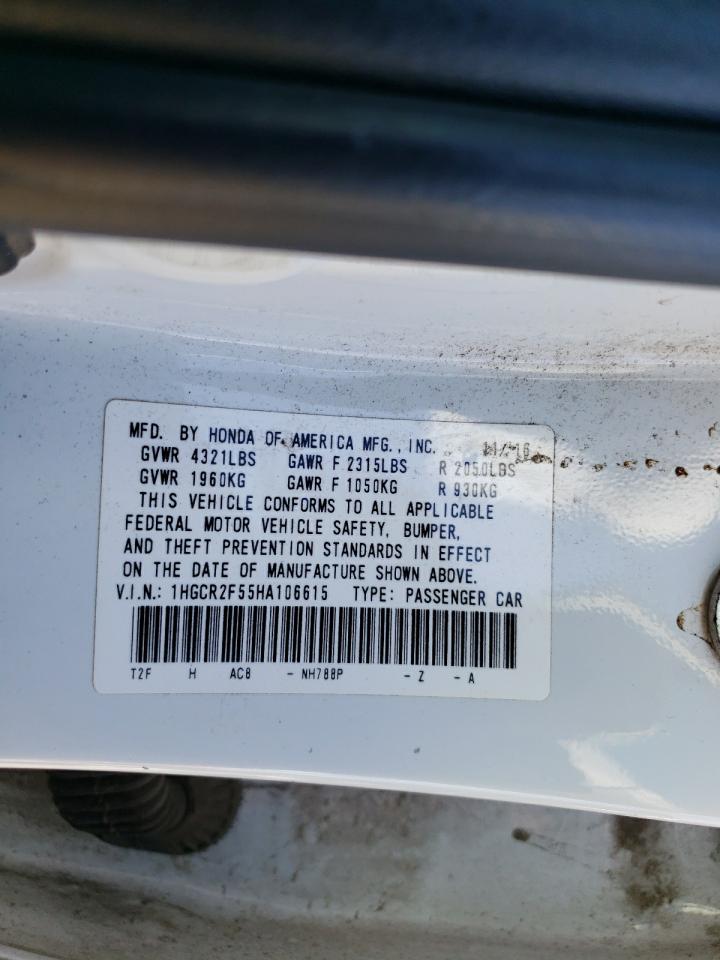 MFD. BY HONDA OF AMERICA MFG., INC. 11/16
GVWR 4321LBS GAWR F 2315LBS R 2050LBS
GVWR 1960KG GAWR F 1050KG R 930KG
THIS VEHICLE CONFORMS TO ALL APPLICABLE
FEDERAL MOTOR VEHICLE SAFETY, BUMPER,
AND THEFT PREVENTION STANDARDS IN EFFECT
ON THE DATE OF MANUFACTURE SHOWN ABOVE.
V.I.N.: 1HGCR2F55HA106615 TYPE: PASSENGER CAR
T2F H AC8 - NH788P - Z - A